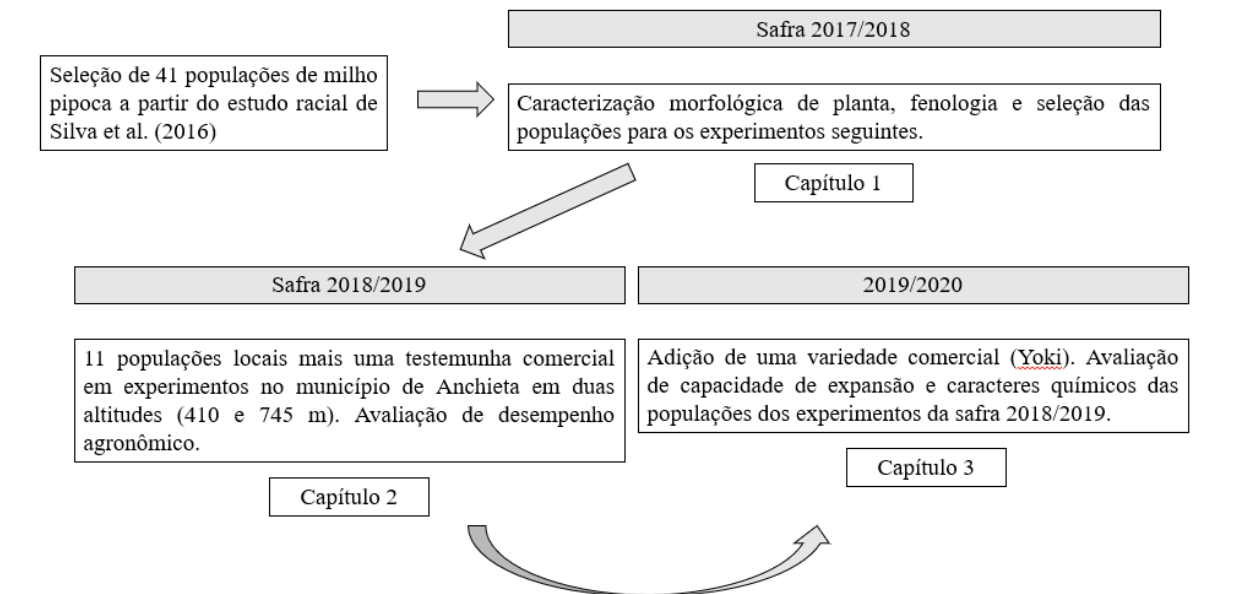 Safra 2017/2018
Seleção de 41 populações de milho
pipoca a partir do estudo racial de
Silva et al. (2016)
Caracterização morfológica de planta, fenologia e seleção das
populações para os experimentos seguintes.
Capítulo 1
Safra 2018/2019
11 populações locais mais uma testemunha comercial
em experimentos no município de Anchieta em duas
altitudes (410 e 745 m). Avaliação de desempenho
agronômico.
Capítulo 2
2019/2020
Adição de uma variedade comercial (Yoki). Avaliação
de capacidade de expansão e caracteres químicos das
populações dos experimentos da safra 2018/2019.
Capítulo 3